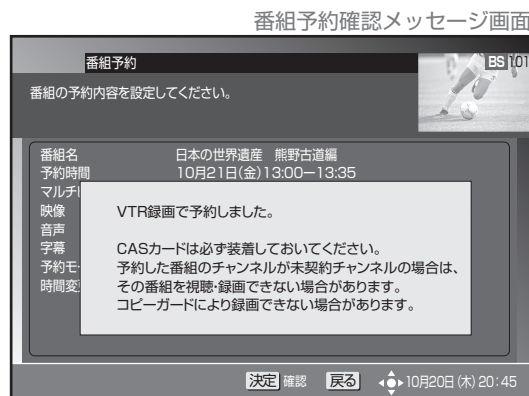 番組予約確認メッセージ画面
番組予約
BS 101
番組の予約内容を設定してください。
番組名 日本の世界遺産 熊野古道編
予約時間 10月21日(金)13:00ー13:35
マルチ
映像
音声
字幕
予約モ
時間変
VTR録画で予約しました。
CASカードは必ず装着しておいてください。
予約した番組のチャンネルが未契約チャンネルの場合は、
その番組を視聴・録画できない場合があります。
コピーガードにより録画できない場合があります。
決定 確認 戻る 10月20日(木)20:45